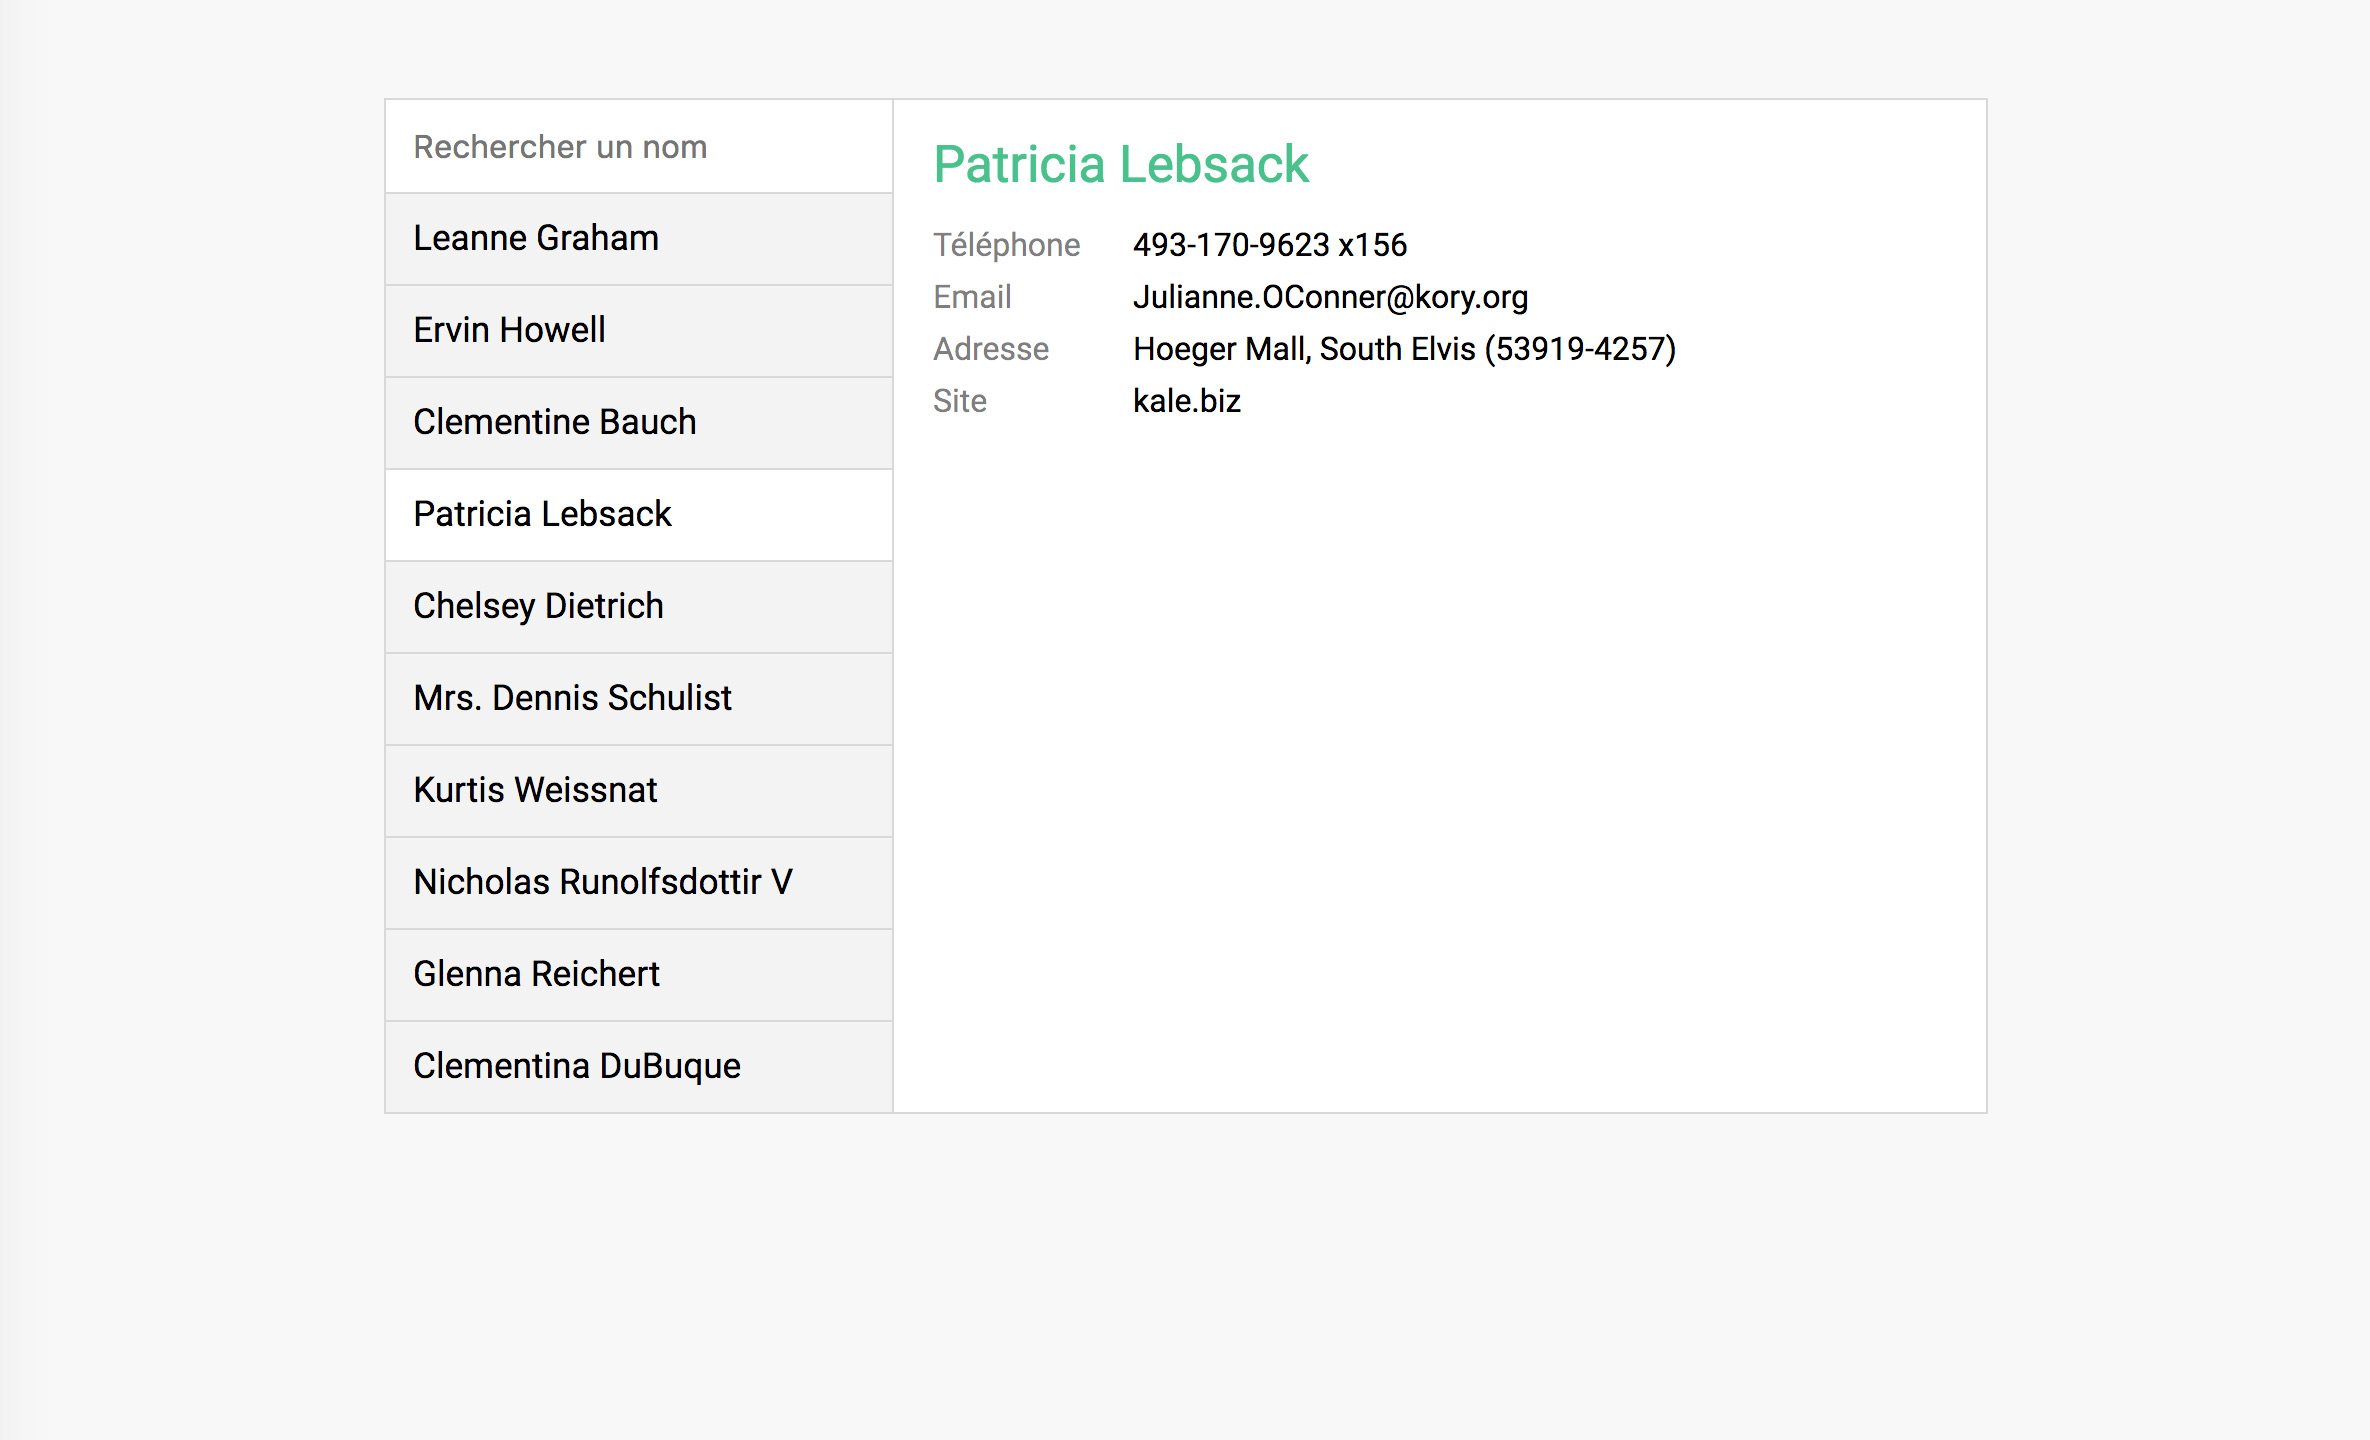 Rechercher un nom
Leanne Graham
Ervin Howell
Clementine Bauch
Patricia Lebsack
Chelsey Dietrich
Mrs. Dennis Schulist
Kurtis Weissnat
Nicholas Runolfsdottir V
Glenna Reichert
Clementina DuBuque
Patricia Lebsack
Téléphone 493-170-9623 x156
Email Julianne.OConner@kory.org
Adresse Hoeger Mall, South Elvis (53919-4257)
Site kale.biz